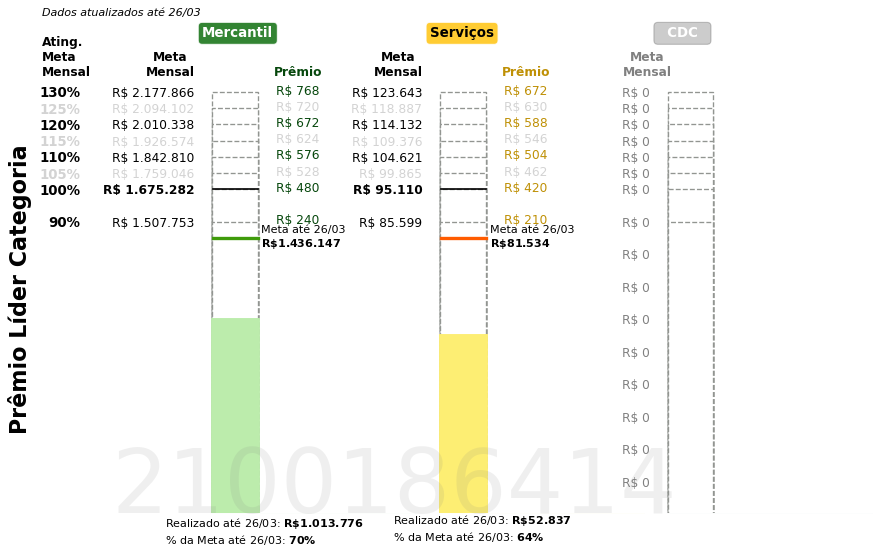 Dados atualizados até 26/03
Mercantil Serviços CDC
Ating.
Meta Meta Meta Meta
Mensal Mensal Prêmio Mensal Prêmio Mensal
130% R$ 2.177.866 R$ 768 R$ 123.643 R$ 672 R$ 0
125% R$ 2.094.102 R$ 720 R$ 118.887 R$ 630 R$ 0
120% R$ 2.010.338 R$ 672 R$ 114.132 R$ 588 R$ 0
115% R$ 1.926.574 R$ 624 R$ 109.376 R$ 546 R$ 0
110% R$ 1.842.810 R$ 576 R$ 104.621 R$ 504 R$ 0
105% R$ 1.759.046 R$ 528 R$ 99.865 R$ 462 R$ 0
100% R$ 1.675.282 R$ 480 R$ 95.110 R$ 420 R$ 0
90% R$ 1.507.753 R$ 240 R$ 85.599 R$ 210 R$ 0
Meta até 26/03 Meta até 26/03
R$1.436.147 R$81.534
R$ 0
R$ 0
R$ 0
R$ 0
R$ 0
R$ 0
R$ 0
R$ 0
Prêmio Líder Categoria
2100186414
Realizado até 26/03: R$1.013.776 Realizado até 26/03: R$52.837
% da Meta até 26/03: 70% % da Meta até 26/03: 64%